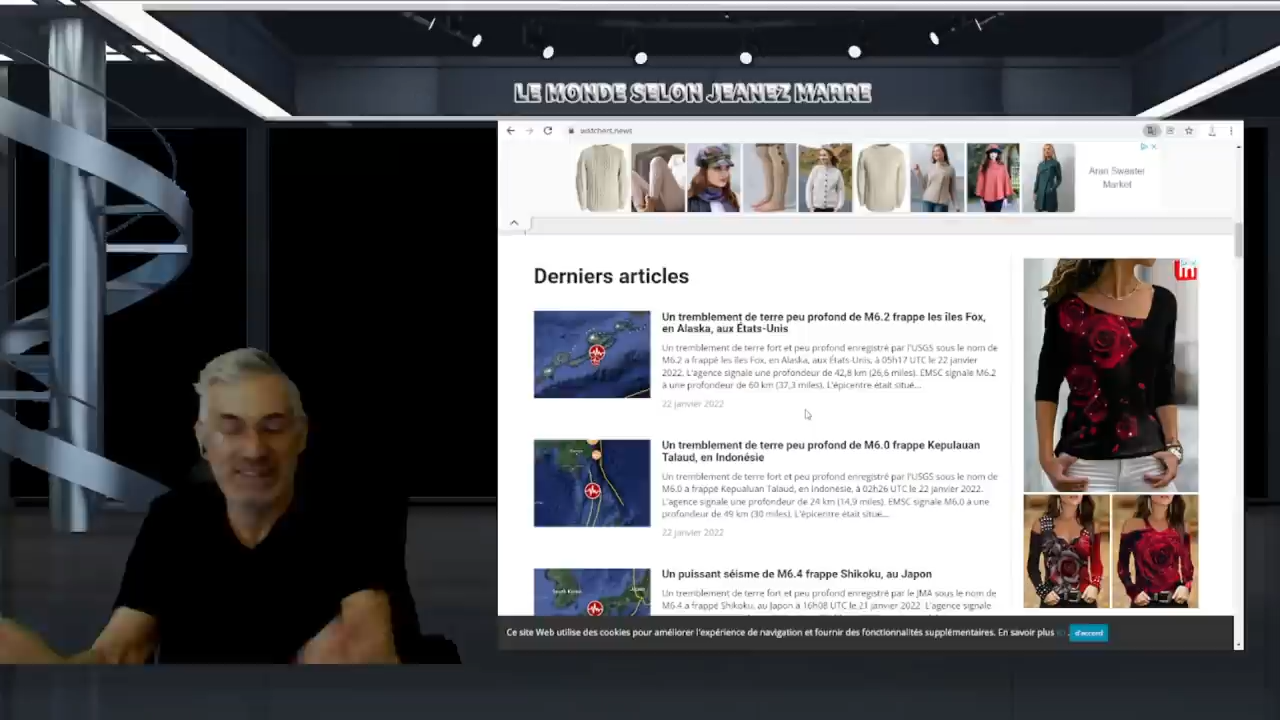 LE MONDE SELON JEANEZ MARRE
watchers.news
Aran Sweater
Market
Derniers articles
Un tremblement de terre peu profond de M6.2 frappe les îles Fox,
en Alaska, aux États-Unis
Un tremblement de terre fort et peu profond enregistré par l'USGS sous le nom de
M6.2 a frappé les îles Fox, en Alaska, aux États-Unis, à 05h17 UTC le 22 janvier
2022. L'agence signale une profondeur de 42,8 km (26,6 miles). EMSC signale M6.2
à une profondeur de 60 km (37,3 miles). L'épicentre était situé...
22 janvier 2022
Un tremblement de terre peu profond de M6.0 frappe Kepulauan
Talaud, en Indonésie
Un tremblement de terre fort et peu profond enregistré par l'USGS sous le nom de
M6.0 a frappé Kepualuan Talaud, en Indonésie, à 02h26 UTC le 22 janvier 2022.
L'agence signale une profondeur de 24 km (14,9 miles). EMSC signale M6.0 à une
profondeur de 49 km (30 miles). L'épicentre était situé...
22 janvier 2022
Un puissant séisme de M6.4 frappe Shikoku, au Japon
South Korea
Japan
Un tremblement de terre fort et peu profond enregistré par le JMA sous le nom de
M6.4 a frappé Shikoku, au Japon à 16h08 UTC le 21 janvier 2022. L'agence signale
Ce site Web utilise des cookies pour améliorer l'expérience de navigation et fournir des fonctionnalités supplémentaires. En savoir plus ici .
d'accord